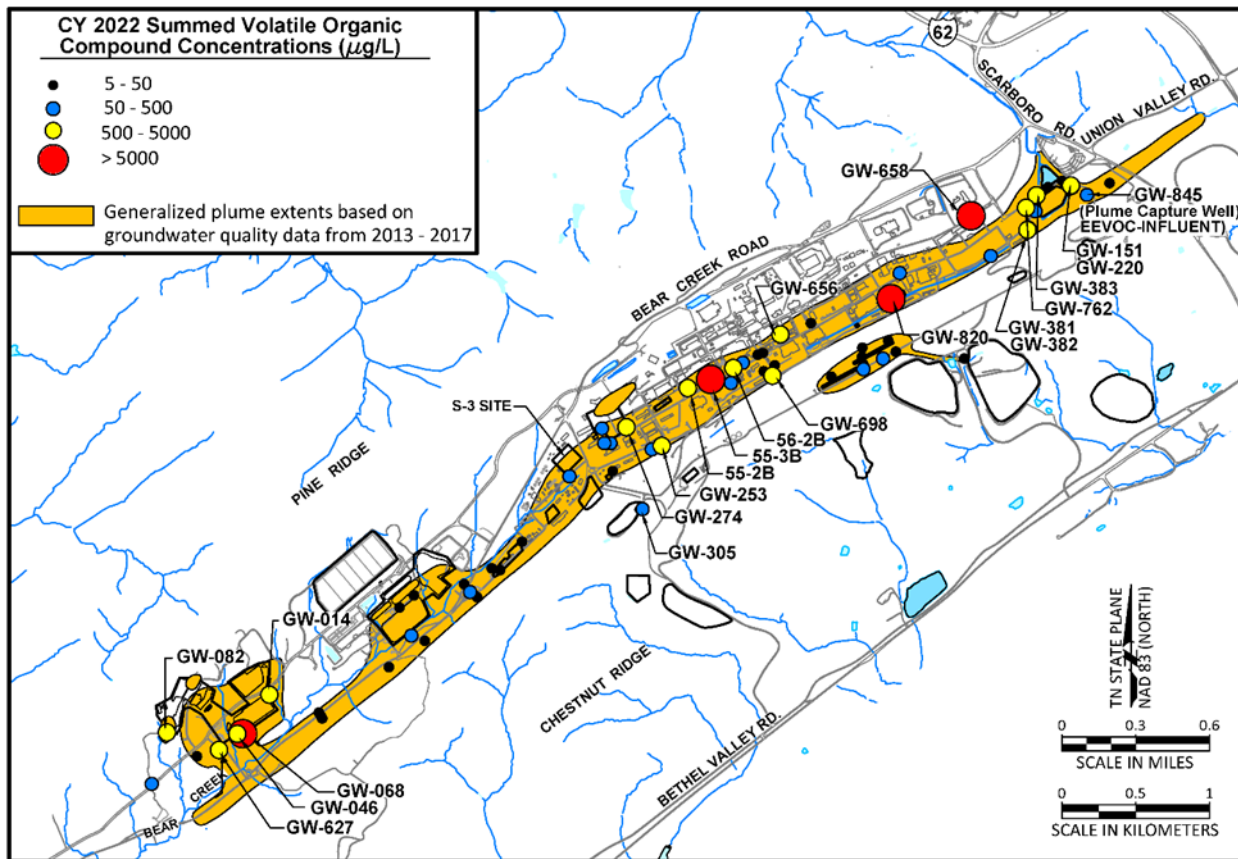 CY 2022 Summed Volatile Organic
Compound Concentrations (µg/L)
5 - 50
50 - 500
500 - 5000
> 5000
Generalized plume extents based on
groundwater quality data from 2013 - 2017
62
SCARBORO RD.
UNION VALLEY RD.
GW-658
GW-845
(Plume Capture Well)
EEVOC-INFLUENT)
GW-151
GW-220
GW-383
GW-762
GW-381
GW-382
BEAR CREEK ROAD
GW-656
GW-820
GW-698
56-2B
55-3B
55-2B
GW-253
GW-274
GW-305
S-3 SITE
PINE RIDGE
CHESTNUT RIDGE
BETHEL VALLEY RD.
GW-014
GW-082
GW-068
GW-046
GW-627
BEAR CREEK
TN STATE PLANE
NAD 83 (NORTH)
0 0.3 0.6
SCALE IN MILES
0 0.5 1
SCALE IN KILOMETERS